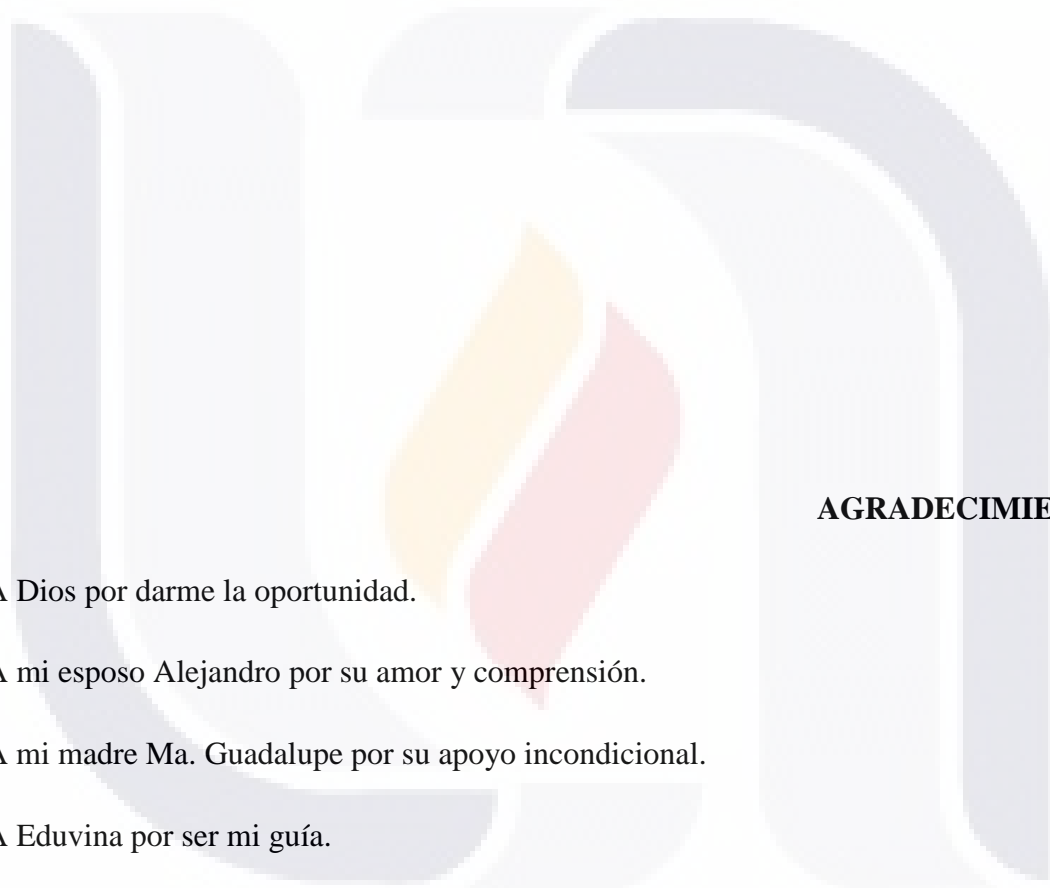 AGRADECIMIE
A Dios por darme la oportunidad.
A mi esposo Alejandro por su amor y comprensión.
A mi madre Ma. Guadalupe por su apoyo incondicional.
A Eduvina por ser mi guía.